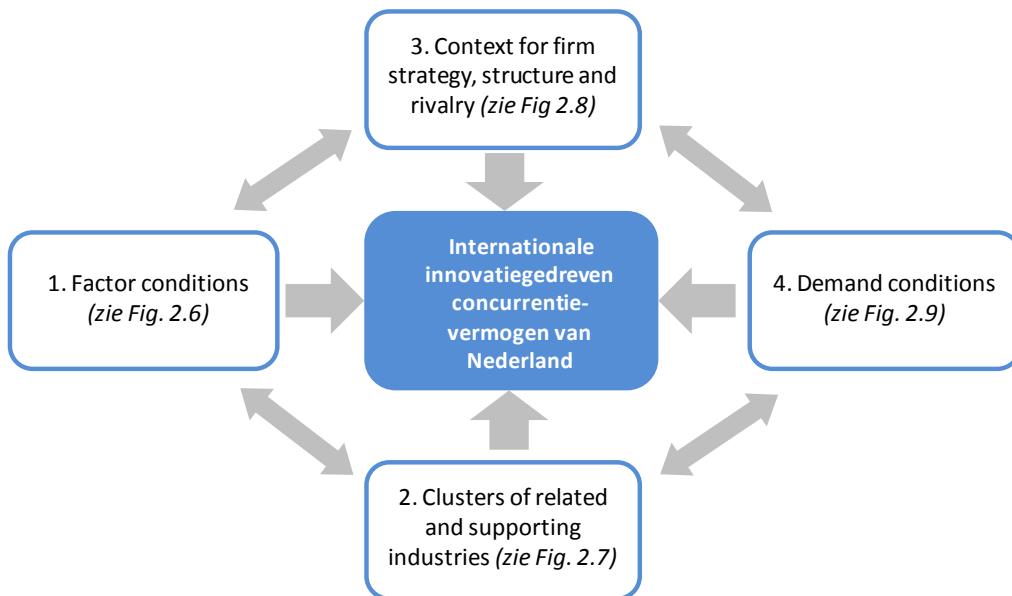 3. Context for firm
strategy, structure and
rivalry (zie Fig 2.8)
1. Factor conditions
(zie Fig. 2.6)
Internationale
innovatiegedreven
concurrentie-
vermogen van
Nederland
4. Demand conditions
(zie Fig. 2.9)
2. Clusters of related
and supporting
industries (zie Fig. 2.7)